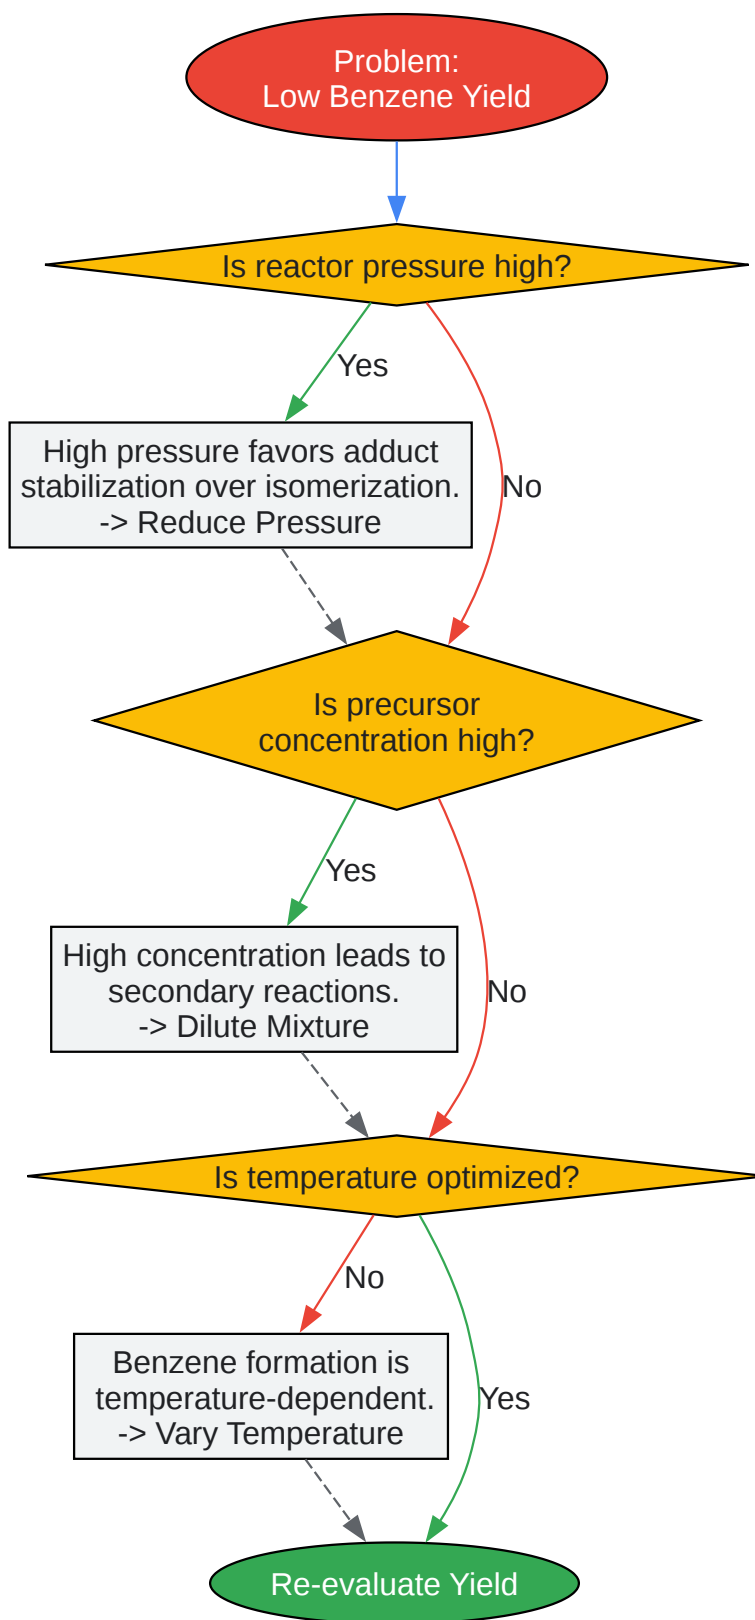 Problem:
Low Benzene Yield
Is reactor pressure high?
Yes
High pressure favors adduct
stabilization over isomerization.
-> Reduce Pressure
No
Is precursor
concentration high?
Yes
High concentration leads to
secondary reactions.
-> Dilute Mixture
No
Is temperature optimized?
No
Benzene formation is
temperature-dependent.
-> Vary Temperature
Yes
Re-evaluate Yield